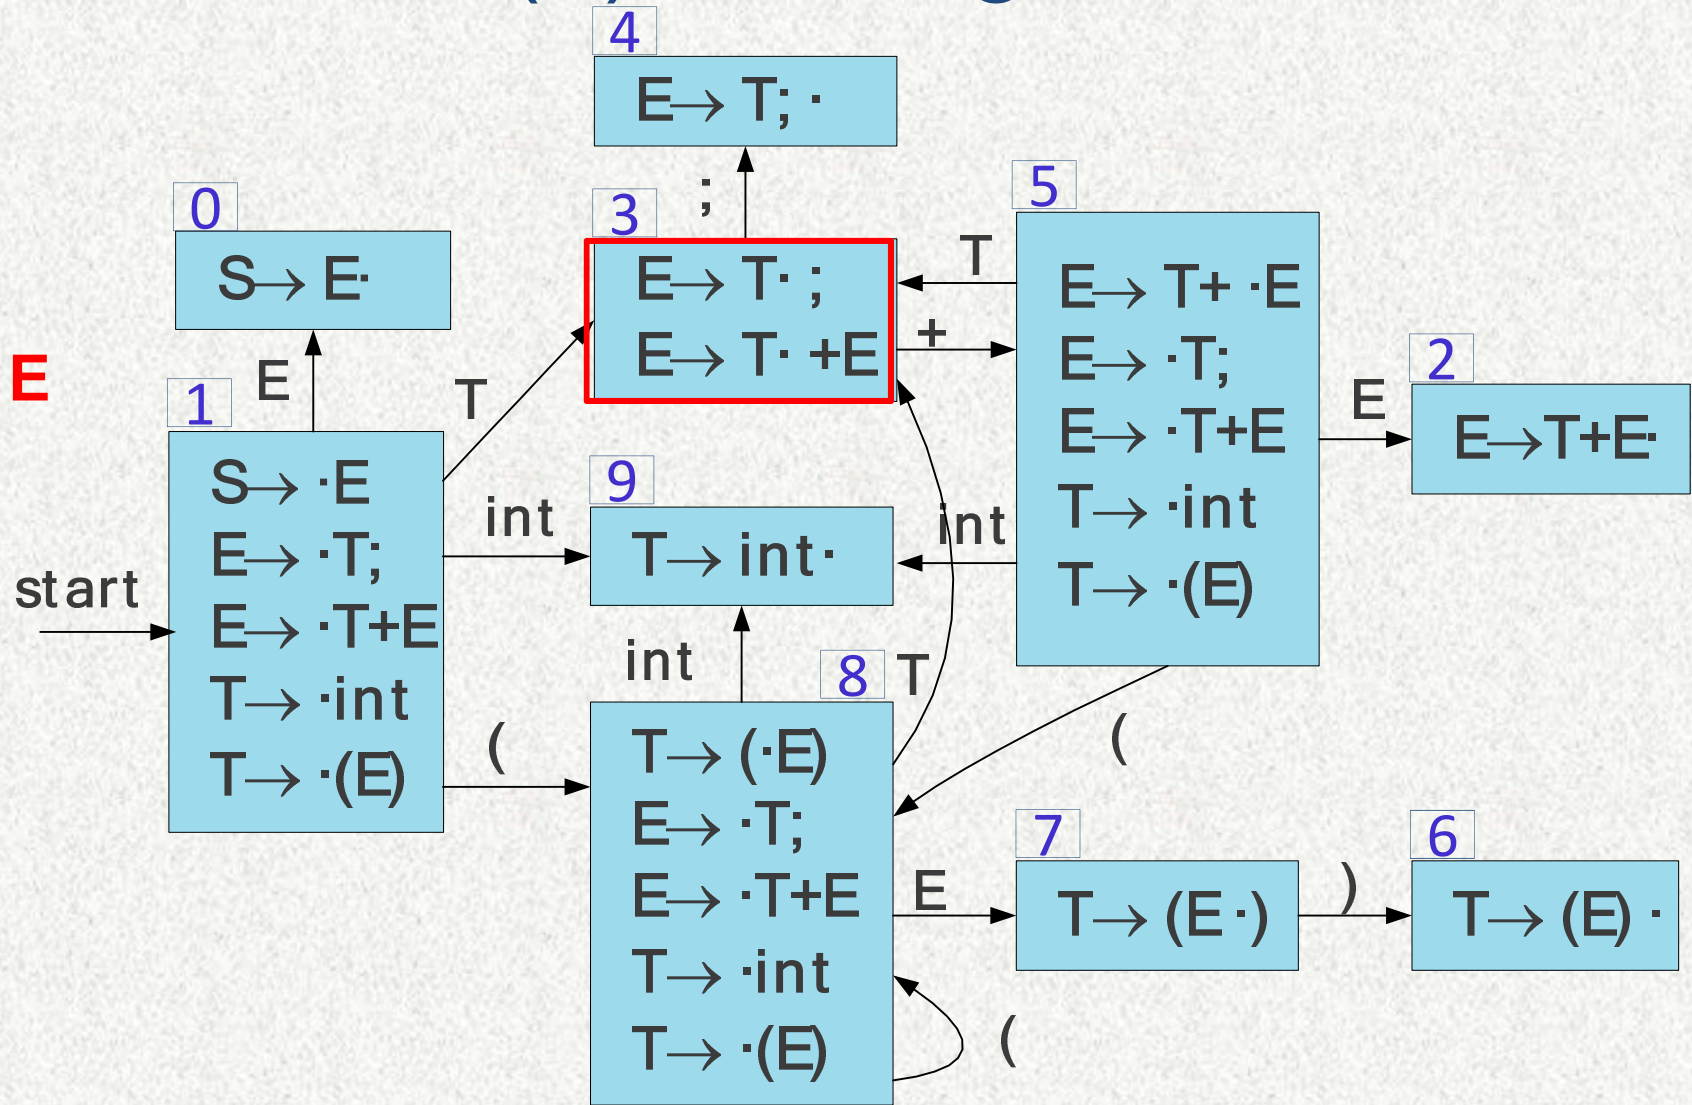 4
E→ T; ·
;
0
S→ E·
3
E→ T· ;
E→ T· +E
T
+
5
E→ T+ ·E
E→ ·T;
E→ ·T+E
T→ ·int
T→ ·(E)
E
2
E→T+E·
E
E
T
1
S→ ·E
E→ ·T;
E→ ·T+E
T→ ·int
T→ ·(E)
start
int
9
T→ int·
int
int
8
T
(
T→ (·E)
E→ ·T;
E→ ·T+E
T→ ·int
T→ ·(E)
(
E
7
T→ (E ·)
)
6
T→ (E) ·
(